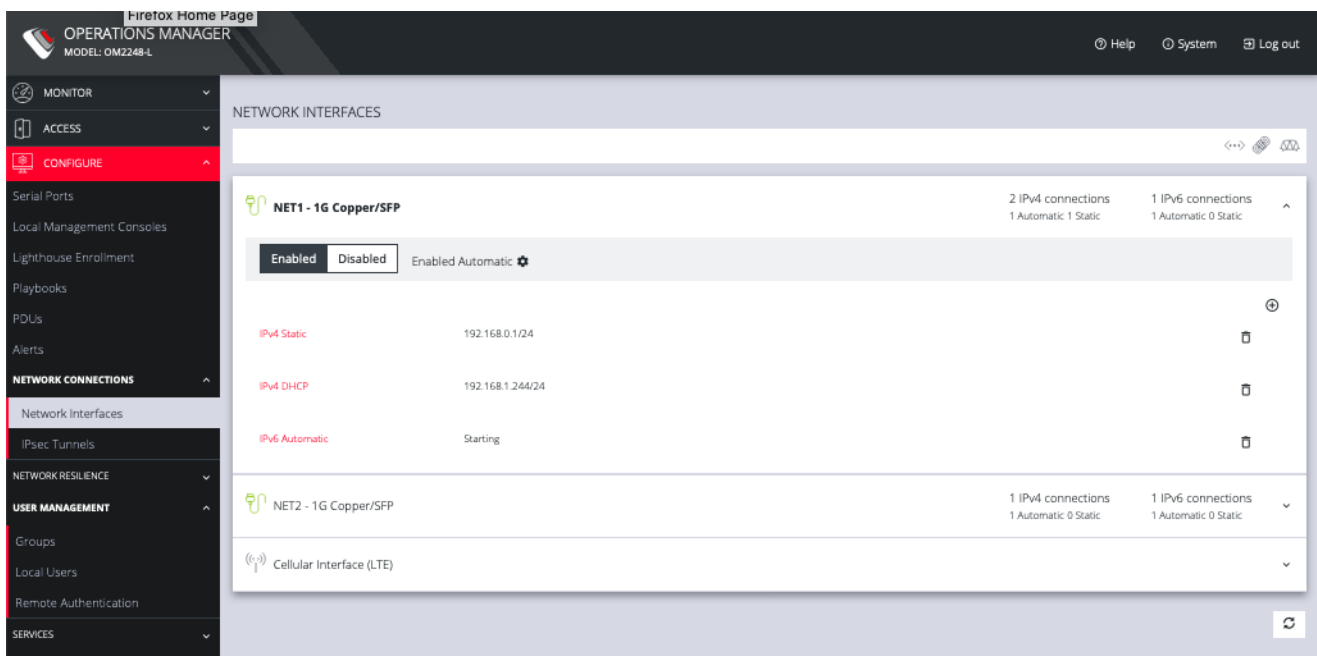 Firefox Home Page
OPERATIONS MANAGER
MODEL: OM2248-L
Help
System
Log out
MONITOR
ACCESS
CONFIGURE
Serial Ports
Local Management Consoles
Lighthouse Enrollment
Playbooks
PDUs
Alerts
NETWORK CONNECTIONS
Network Interfaces
IPsec Tunnels
NETWORK RESILIENCE
USER MANAGEMENT
Groups
Local Users
Remote Authentication
SERVICES
NETWORK INTERFACES
NET1 - 1G Copper/SFP
2 IPv4 connections
1 Automatic 1 Static
1 IPv6 connections
1 Automatic 0 Static
Enabled
Disabled
Enabled Automatic
IPv4 Static 192.168.0.1/24
IPv4 DHCP 192.168.1.244/24
IPv6 Automatic Starting
NET2 - 1G Copper/SFP
1 IPv4 connections
1 Automatic 0 Static
1 IPv6 connections
1 Automatic 0 Static
Cellular Interface (LTE)